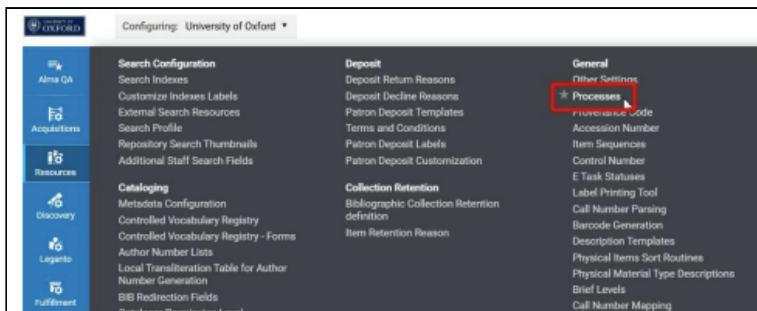 UNIVERSITY OF
OXFORD
Configuring: University of Oxford
Alma QA
Acquisitions
Resources
Discovery
Leganto
Fulfillment
Search Configuration
Search Indexes
Customize Indexes Labels
External Search Resources
Search Profile
Repository Search Thumbnails
Additional Staff Search Fields
Cataloging
Metadata Configuration
Controlled Vocabulary Registry
Controlled Vocabulary Registry - Forms
Author Number Lists
Local Transliteration Table for Author
Number Generation
BIB Redirection Fields
Deposit
Deposit Return Reasons
Deposit Decline Reasons
Patron Deposit Templates
Terms and Conditions
Patron Deposit Labels
Patron Deposit Customization
Collection Retention
Bibliographic Collection Retention
definition
Item Retention Reason
General
Other Settings
Processes
Provenance Code
Accession Number
Item Sequences
Control Number
E Task Statuses
Label Printing Tool
Call Number Parsing
Barcode Generation
Description Templates
Physical Items Sort Routines
Physical Material Type Descriptions
Brief Levels
Call Number Mapping